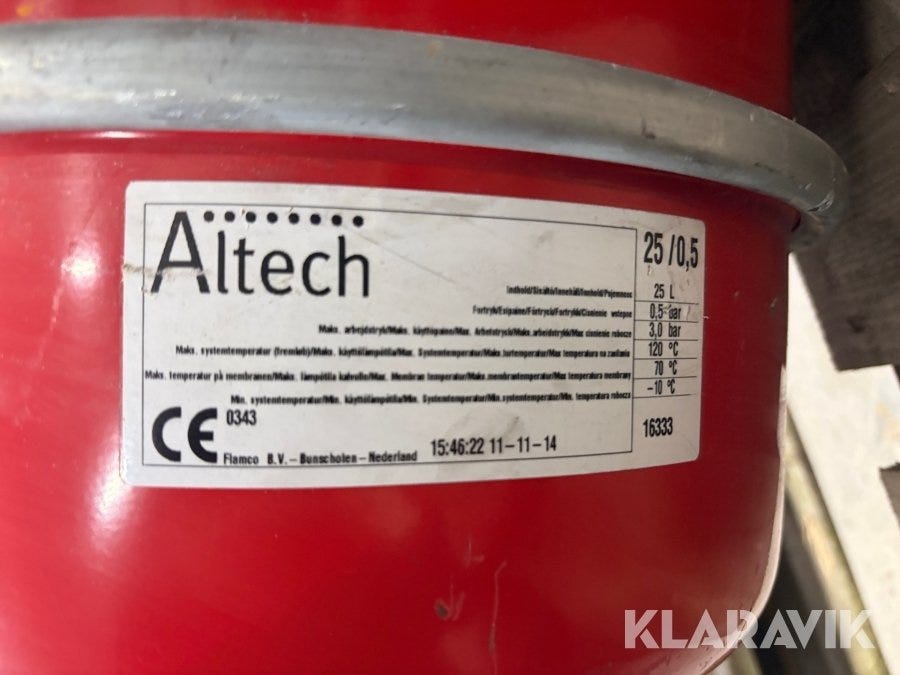 Altech
25/0,5
Indhold/Sisältö/Innehåll/Innhold/Pojemnosc 25 L
Fortryk/Esipaine/Förtryck/Fortrykk/Cisnienie wstepne 0,5 bar
Maks. arbejdstryk/Maks. käyttöpaine/Max. Arbetstryck/Maks.arbeidstrykk/Max cisnienie robocze 3,0 bar
Maks. systemtemperatur (fremløb)/Maks. käyttölämpötila/Max. Systemtemperatur/Maks.turtemperatur/Max temperatura na zasilaniu 120 °C
Maks. temperatur på membranen/Maks. lämpötila kalvolle/Max. Membran temperatur/Maks.membrantemperatur/Max temperatura membrany 70 °C
Min. systemtemperatur/Min. käyttölämpötila/Min. Systemtemperatur/Min.systemtemperatur/Min. temperatura robocza -10 °C
CE 0343
Flamco B.V. - Bunschoten - Nederland 15:46:22 11-11-14 16333
KLARAVIK